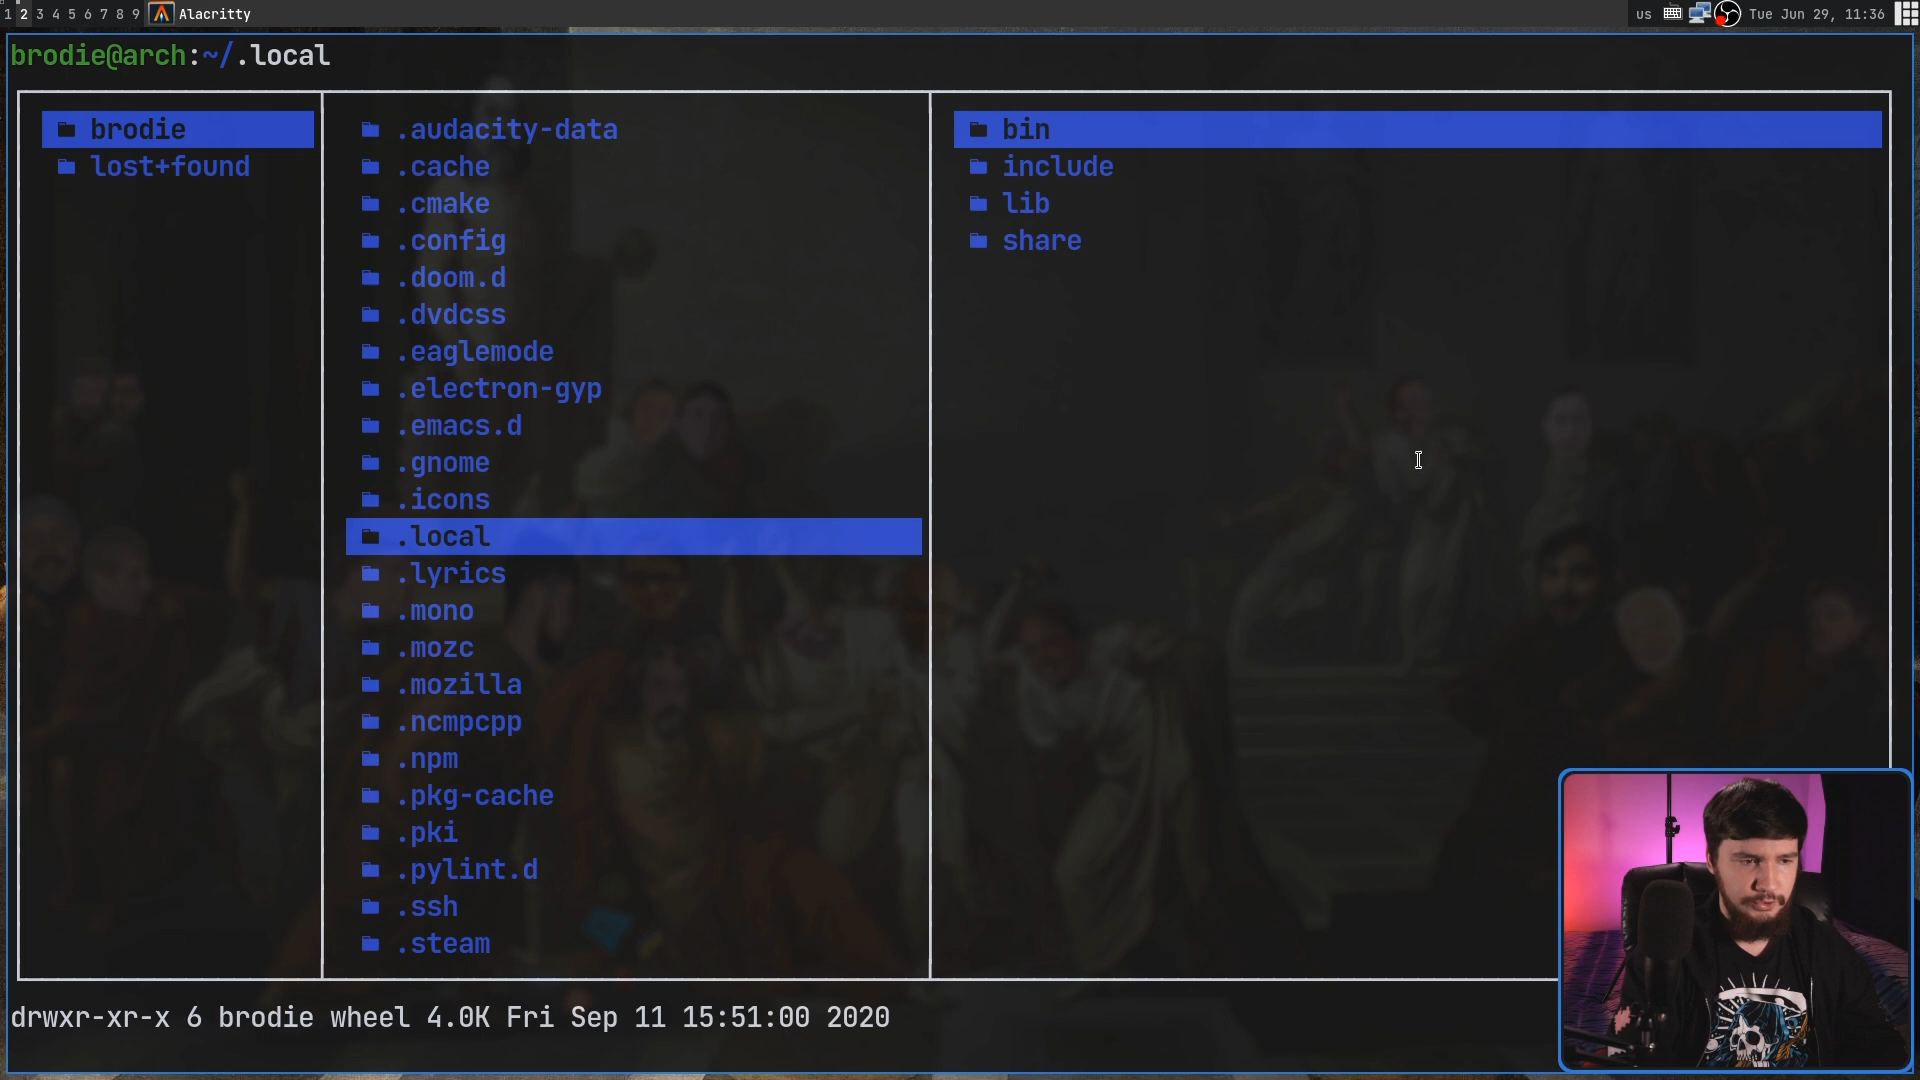 1 2 3 4 5 6 7 8 9 Alacritty us Tue Jun 29, 11:36
brodie@arch:~/.local
brodie
lost+found
.audacity-data
.cache
.cmake
.config
.doom.d
.dvdcss
.eaglemode
.electron-gyp
.emacs.d
.gnome
.icons
.local
.lyrics
.mono
.mozc
.mozilla
.ncmpcpp
.npm
.pkg-cache
.pki
.pylint.d
.ssh
.steam
bin
include
lib
share
drwxr-xr-x 6 brodie wheel 4.0K Fri Sep 11 15:51:00 2020